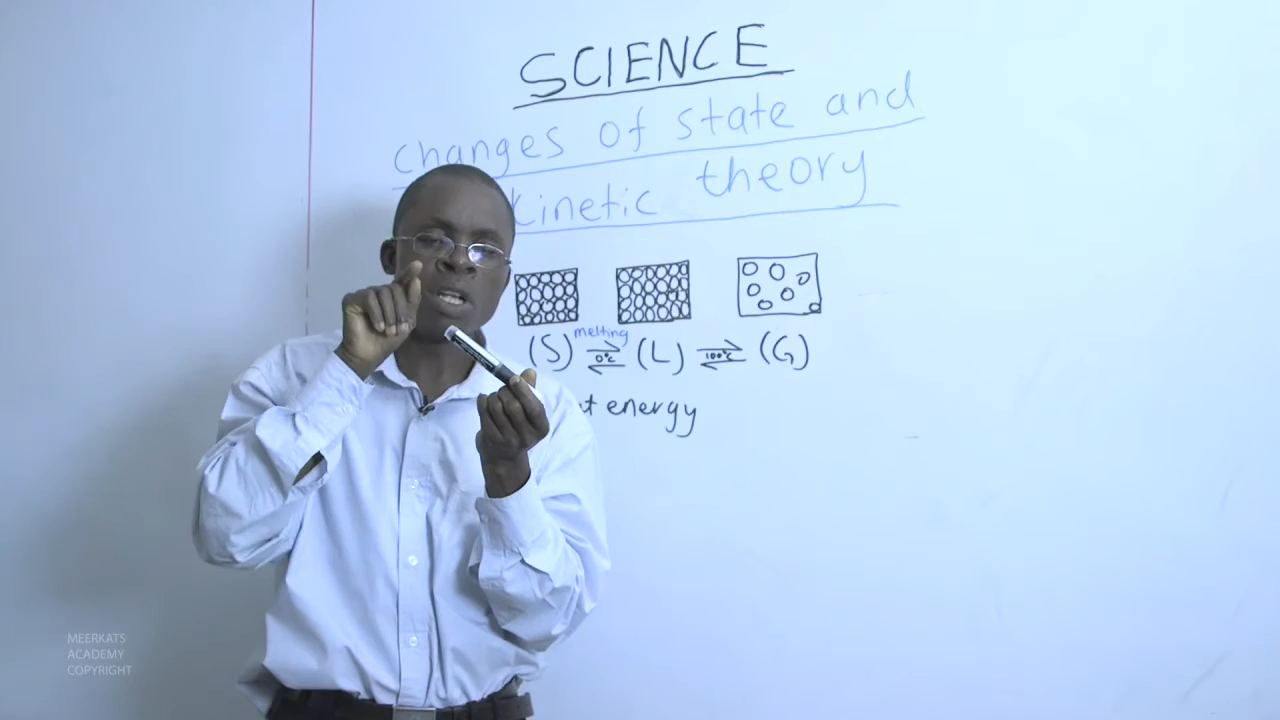 SCIENCE
changes of state and
kinetic theory
melting
(S) ⇌ 0°C (L) ⇌ 100°C (G)
energy
MEERKATS
ACADEMY
COPYRIGHT